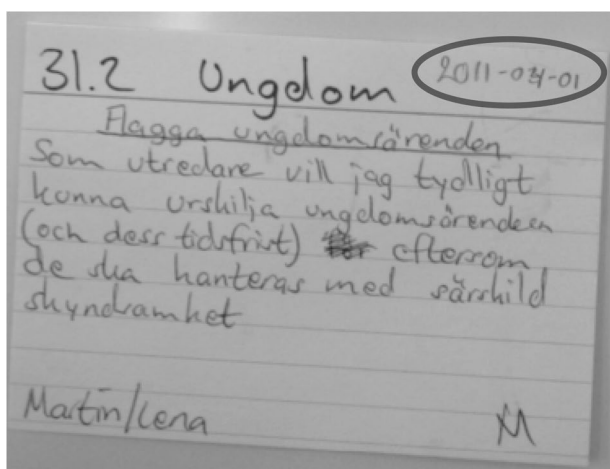 31.2 Ungdom 2011-04-01
Flagga ungdomsärenden
Som utredare vill jag tydligt
kunna urskilja ungdomsärenden
(och dess tidsfrist) eftersom
de ska hanteras med särskild
skyndsamhet
Martin/Lena M